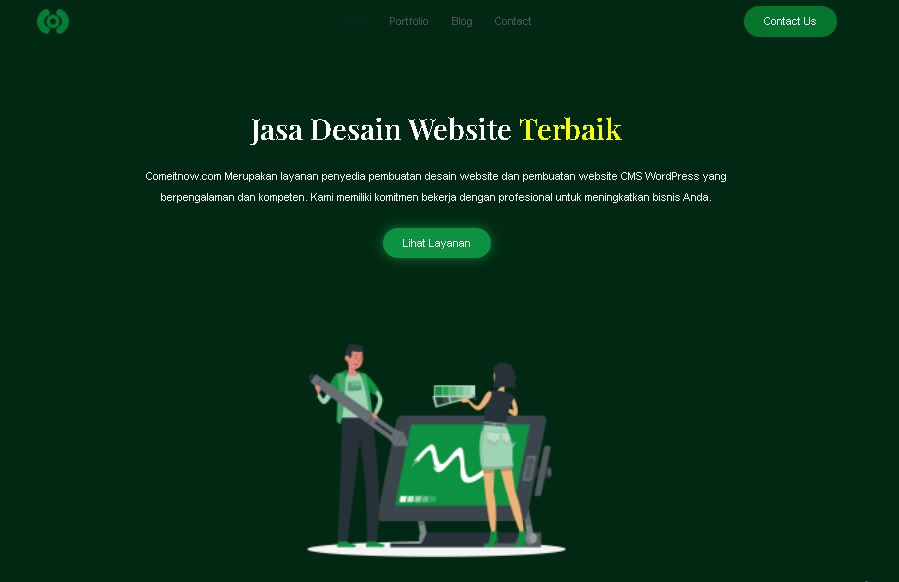 Home Portfolio Blog Contact
Contact Us
Jasa Desain Website Terbaik
Cometnow.com Merupakan layanan penyedia pembuatan desain website dan pembuatan website CMS WordPress yang
berpengalaman dan kompeten. Kami memiliki komitmen bekerja dengan profesional untuk meningkatkan bisnis Anda.
Lihat Layanan